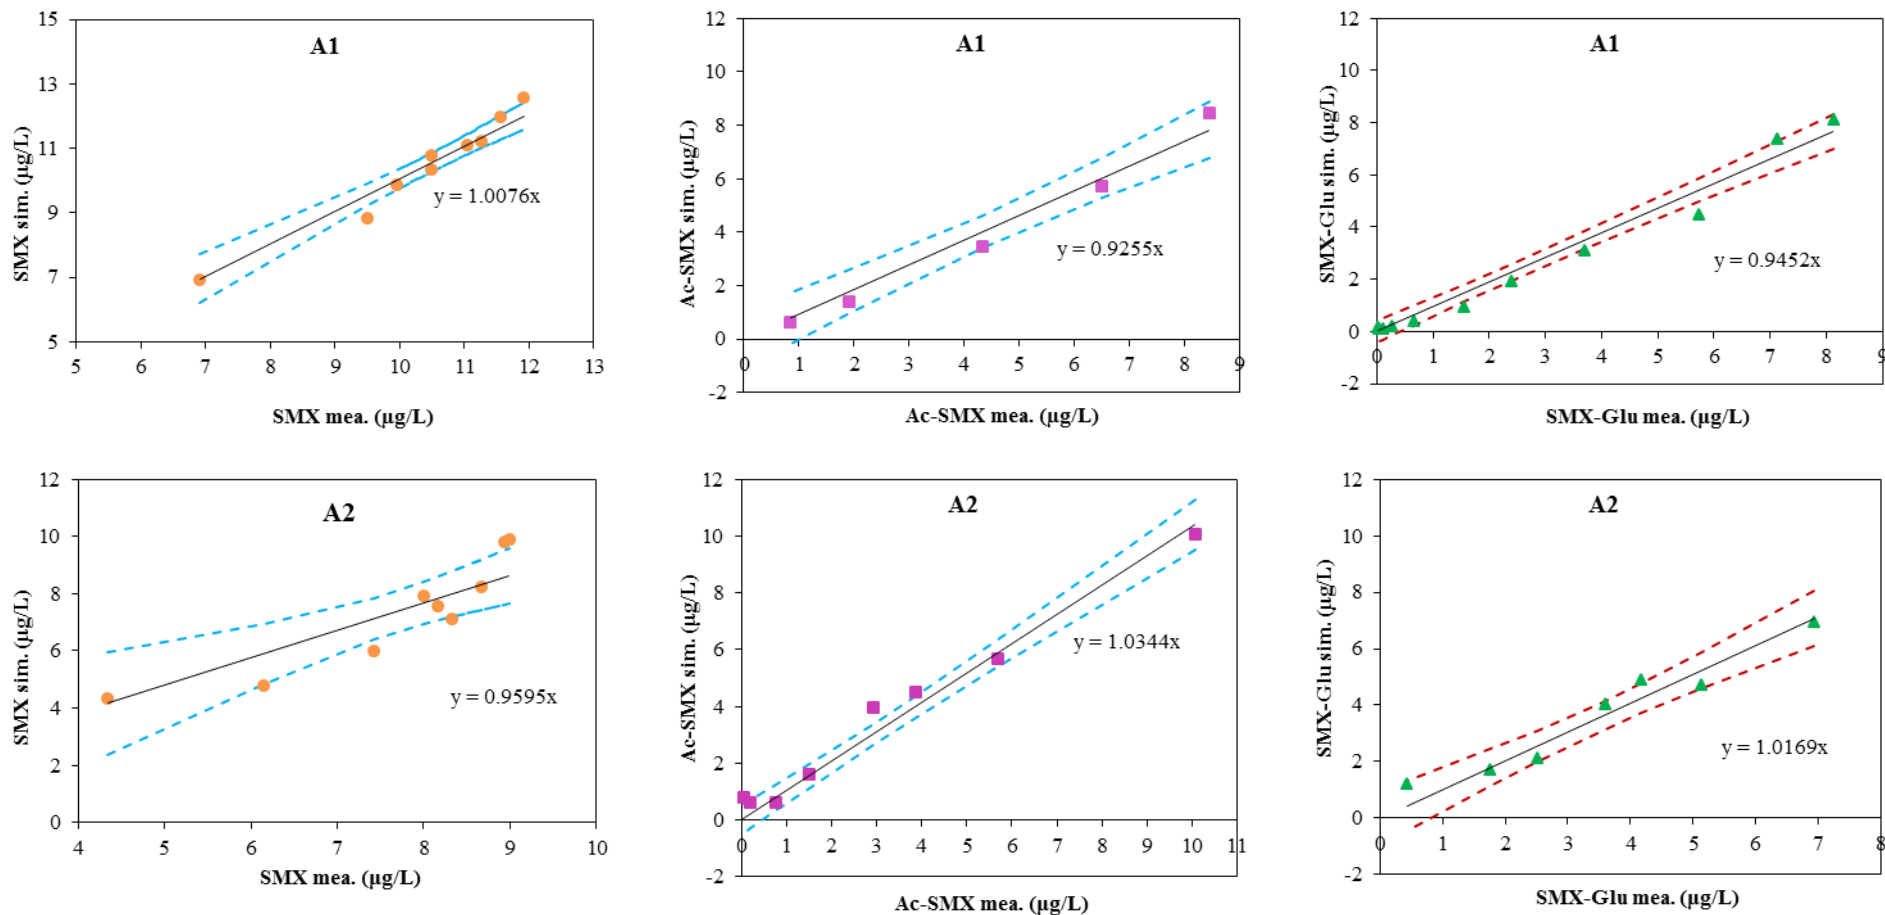 A1
SMX sim. (µg/L)
15
13
11
9
7
5
y = 1.0076x
5 6 7 8 9 10 11 12 13
SMX mea. (µg/L)
A1
Ac-SMX sim. (µg/L)
12
10
8
6
4
2
0
-2
y = 0.9255x
0 1 2 3 4 5 6 7 8 9
Ac-SMX mea. (µg/L)
A1
SMX-Glu sim. (µg/L)
12
10
8
6
4
2
0
-2
y = 0.9452x
0 1 2 3 4 5 6 7 8 9
SMX-Glu mea. (µg/L)
A2
SMX sim. (µg/L)
12
10
8
6
4
2
0
y = 0.9595x
4 5 6 7 8 9 10
SMX mea. (µg/L)
A2
Ac-SMX sim. (µg/L)
12
10
8
6
4
2
0
-2
y = 1.0344x
0 1 2 3 4 5 6 7 8 9 10 11
Ac-SMX mea. (µg/L)
A2
SMX-Glu sim. (µg/L)
12
10
8
6
4
2
0
-2
y = 1.0169x
0 1 2 3 4 5 6 7 8
SMX-Glu mea. (µg/L)